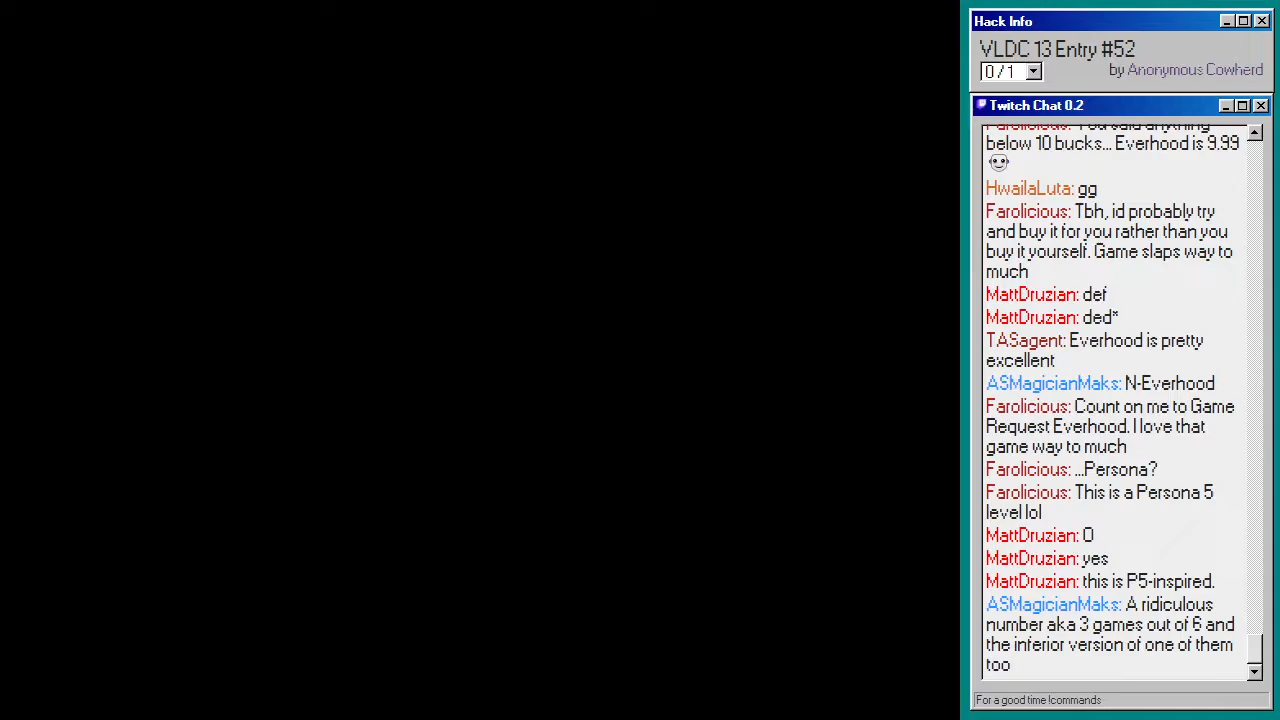 Hack Info
VLDC 13 Entry #52
0/1
by Anonymous Cowherd
Twitch Chat 0.2
Farolicious: You said anything
below 10 bucks... Everhood is 9.99
HwailaLuta: gg
Farolicious: Tbh, id probably try
and buy it for you rather than you
buy it yourself. Game slaps way to
much
MattDruzian: def
MattDruzian: ded*
TASagent: Everhood is pretty
excellent
ASMagicianMaks: N-Everhood
Farolicious: Count on me to Game
Request Everhood. I love that
game way to much
Farolicious: ...Persona?
Farolicious: This is a Persona 5
level lol
MattDruzian: O
MattDruzian: yes
MattDruzian: this is P5-inspired.
ASMagicianMaks: A ridiculous
number aka 3 games out of 6 and
the inferior version of one of them
too
For a good time !commands